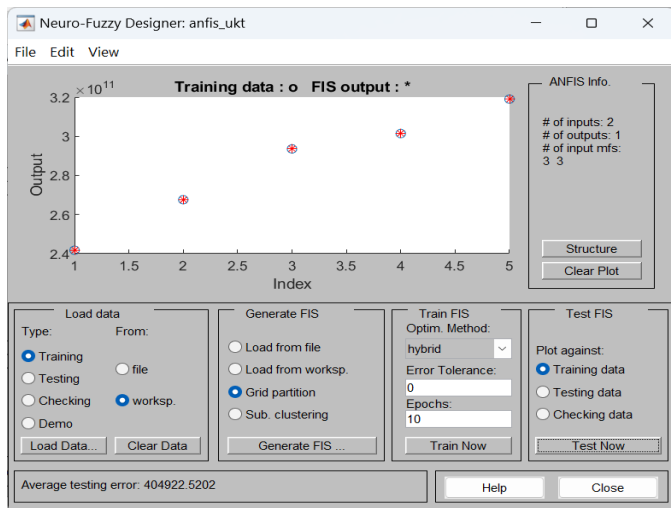 Neuro-Fuzzy Designer: anfis_ukt
File Edit View
× 10^11
Training data : o FIS output : *
3.2
3
2.8
2.6
2.4
Output
1 1.5 2 2.5 3 3.5 4 4.5 5
Index
ANFIS Info.
# of inputs: 2
# of outputs: 1
# of input mfs:
3 3
Structure
Clear Plot
Load data
Type: From:
Training
Testing
Checking
Demo
file
worksp.
Load Data...
Clear Data
Generate FIS
Load from file
Load from worksp.
Grid partition
Sub. clustering
Generate FIS ...
Train FIS
Optim. Method:
hybrid
Error Tolerance:
0
Epochs:
10
Train Now
Test FIS
Plot against:
Training data
Testing data
Checking data
Test Now
Average testing error: 404922.5202
Help
Close